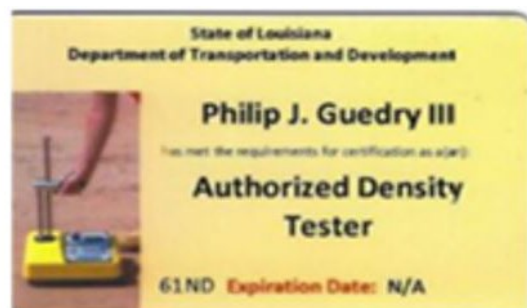 State of Louisiana
Department of Transportation and Development
Philip J. Guedry III
has met the requirements for certification as a(an):
Authorized Density
Tester
61ND Expiration Date: N/A